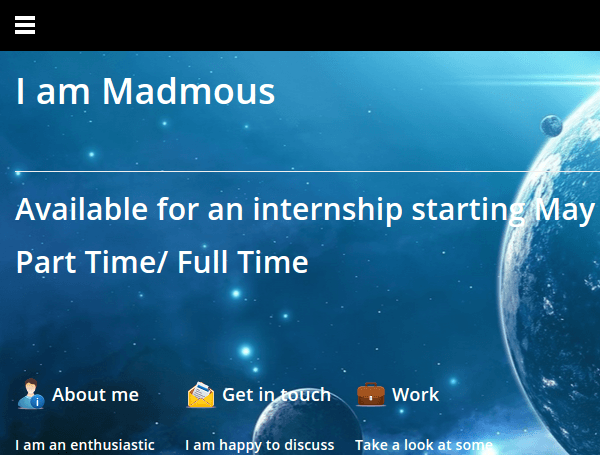 I am Madmous
Available for an internship starting May
Part Time/ Full Time
About me
Get in touch
Work
I am an enthusiastic
I am happy to discuss
Take a look at some